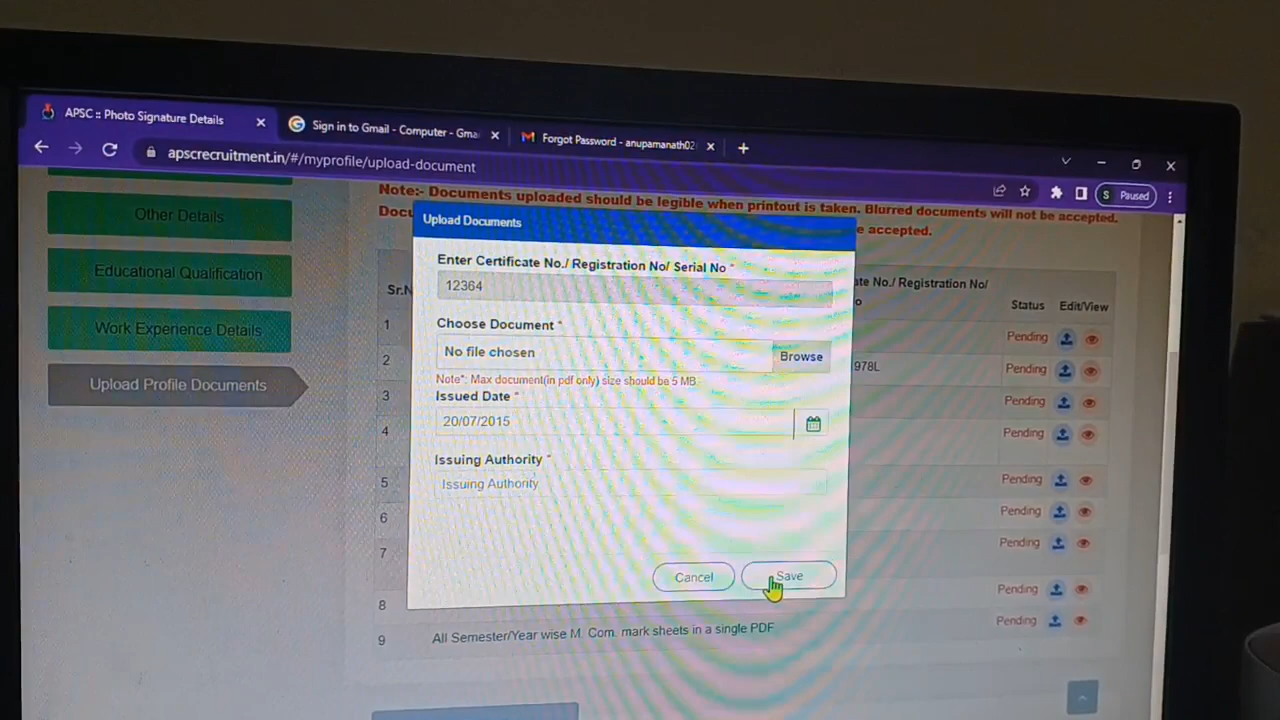 APSC :: Photo Signature Details
Sign in to Gmail - Computer - Gma
Forgot Password - anupamanath02
apscrecruitment.in/#/myprofile/upload-document
S Paused
Other Details
Educational Qualification
Work Experience Details
Upload Profile Documents
Note:- Documents uploaded should be legible when printout is taken. Blurred documents will not be accepted.
Docu
e accepted.
Upload Documents
Enter Certificate No./ Registration No/ Serial No *
12364
Choose Document *
No file chosen
Browse
Note*: Max document(in pdf only) size should be 5 MB.
Issued Date *
20/07/2015
Issuing Authority *
Issuing Authority
Cancel
Save
Sr.N
ate No./ Registration No/
o
Status
Edit/View
1
Pending
2
978L
Pending
3
Pending
4
Pending
5
Pending
6
Pending
7
Pending
8
Pending
9
All Semester/Year wise M. Com. mark sheets in a single PDF
Pending